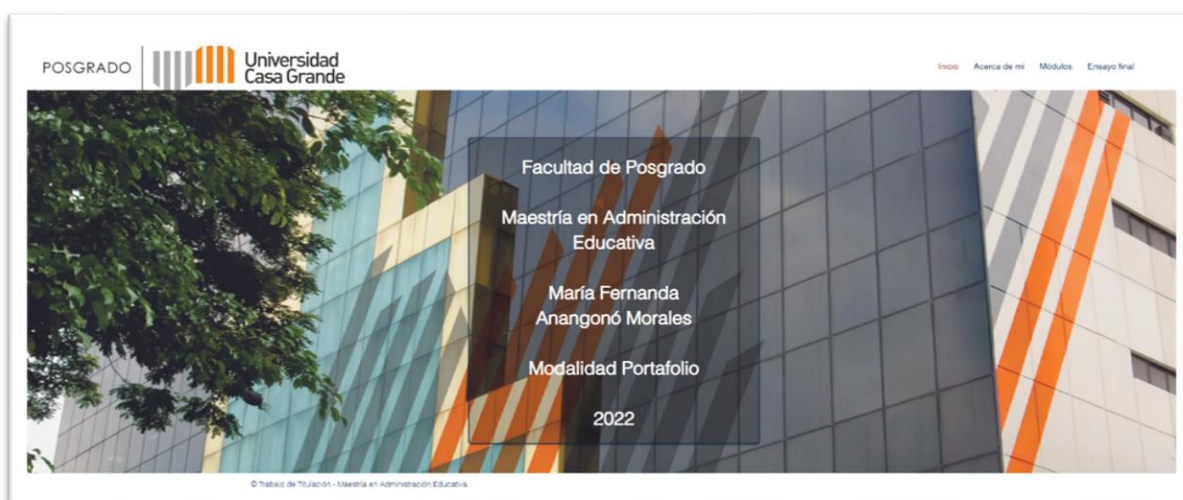 POSGRADO
Universidad
Casa Grande
Inicio Acerca de mi Módulos Ensayo final
Facultad de Posgrado
Maestría en Administración
Educativa
María Fernanda
Anangonó Morales
Modalidad Portafolio
2022
© Trabajo de Titulación - Maestría en Administración Educativa